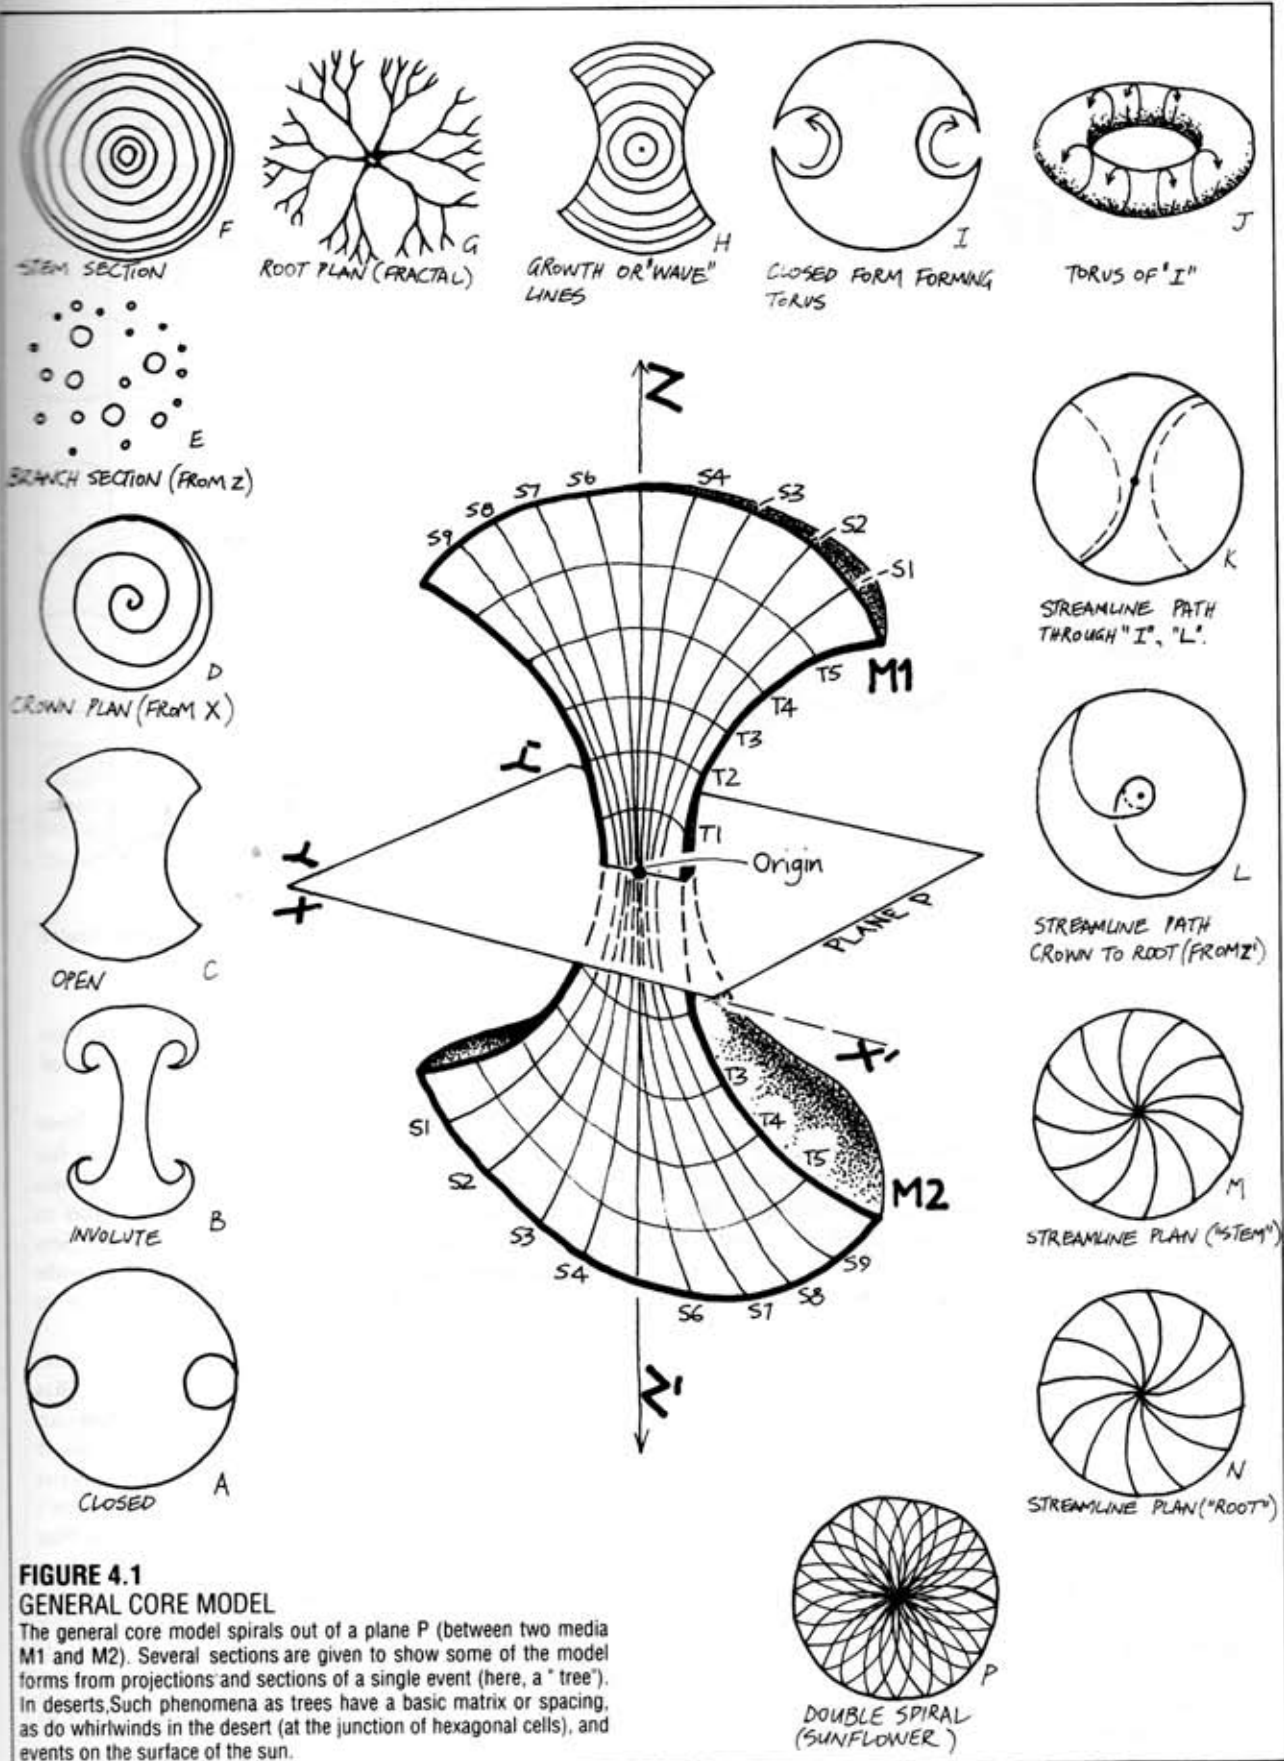 F
STEM SECTION
G
ROOT PLAN (FRACTAL)
H
GROWTH OR "WAVE"
LINES
I
CLOSED FORM FORMING
TORUS
J
TORUS OF "I"
E
BRANCH SECTION (FROM Z)
D
CROWN PLAN (FROM X)
C
OPEN
B
INVOLUTE
A
CLOSED
Z
S9
S8
S7
S6
S4
S3
S2
S1
M1
T5
T4
T3
T2
T1
Y'
Y
X
Origin
PLANE P
X'
T3
T4
T5
M2
S1
S2
S3
S4
S6
S7
S8
S9
Z'
K
STREAMLINE PATH
THROUGH "I", "L".
L
STREAMLINE PATH
CROWN TO ROOT (FROM Z')
M
STREAMLINE PLAN ("STEM")
N
STREAMLINE PLAN ("ROOT")
P
DOUBLE SPIRAL
(SUNFLOWER)
FIGURE 4.1
GENERAL CORE MODEL
The general core model spirals out of a plane P (between two media
M1 and M2). Several sections are given to show some of the model
forms from projections and sections of a single event (here, a " tree").
In deserts,Such phenomena as trees have a basic matrix or spacing,
as do whirlwinds in the desert (at the junction of hexagonal cells), and
events on the surface of the sun.